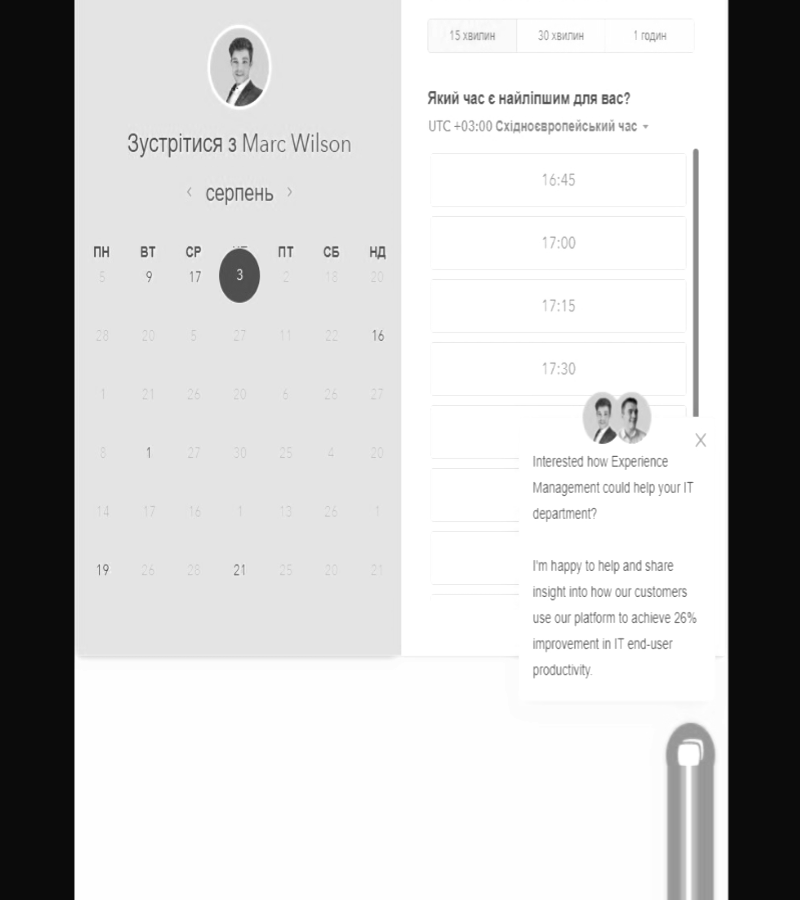 Зустрітися з Marc Wilson
‹ серпень ›
ПН ВТ СР ПТ СБ НД
5 9 17 3 2 18 20
28 20 5 27 11 22 16
1 21 26 20 6 26 27
8 1 27 30 25 4 20
14 17 16 1 13 26 1
19 26 28 21 25 20 21
15 хвилин 30 хвилин 1 годин
Який час є найліпшим для вас?
UTC +03:00 Східноєвропейський час
16:45
17:00
17:15
17:30
X
Interested how Experience
Management could help your IT
department?
I'm happy to help and share
insight into how our customers
use our platform to achieve 26%
improvement in IT end-user
productivity.